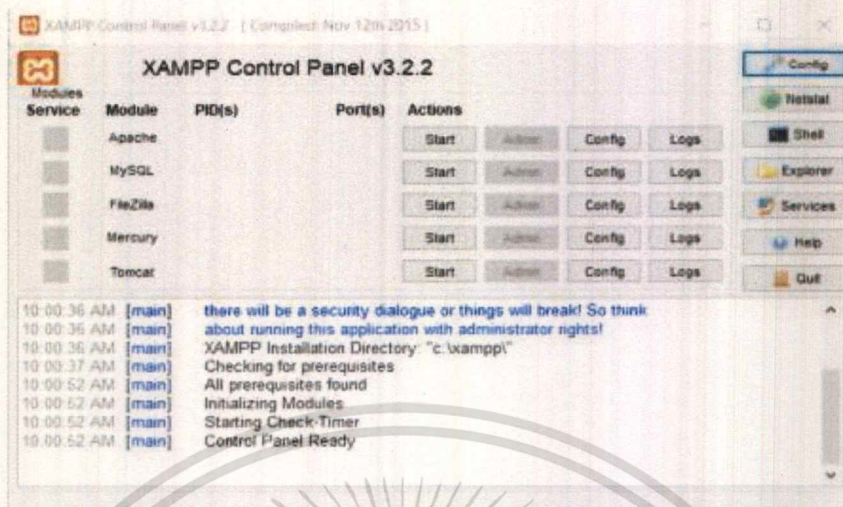 XAMPP Control Panel v3.2.2 [ Compiled: Nov 12th 2015 ]
XAMPP Control Panel v3.2.2
Config
Modules
Service Module PID(s) Port(s) Actions
Netstat
Apache Start Admin Config Logs
Shell
MySQL Start Admin Config Logs
Explorer
FileZilla Start Admin Config Logs
Services
Mercury Start Admin Config Logs
Help
Tomcat Start Admin Config Logs
Quit
10:00:36 AM [main] there will be a security dialogue or things will break! So think
10:00:36 AM [main] about running this application with administrator rights!
10:00:36 AM [main] XAMPP Installation Directory: "c:\xampp\"
10:00:37 AM [main] Checking for prerequisites
10:00:52 AM [main] All prerequisites found
10:00:52 AM [main] Initializing Modules
10:00:52 AM [main] Starting Check-Timer
10:00:52 AM [main] Control Panel Ready